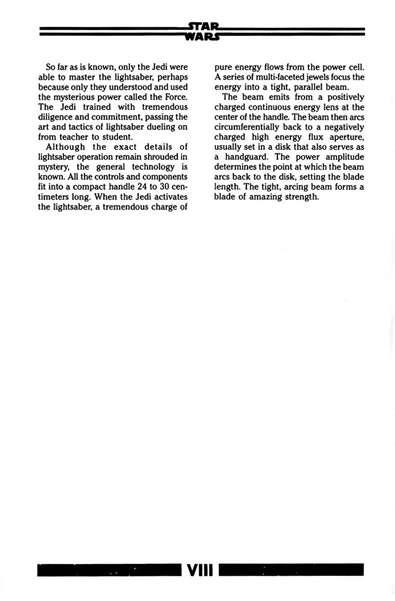 STAR
WARS
So far as is known, only the Jedi were
able to master the lightsaber, perhaps
because only they understood and used
the mysterious power called the Force.
The Jedi trained with tremendous
diligence and commitment, passing the
art and tactics of lightsaber dueling on
from teacher to student.
Although the exact details of
lightsaber operation remain shrouded in
mystery, the general technology is
known. All the controls and components
fit into a compact handle 24 to 30 cen-
timeters long. When the Jedi activates
the lightsaber, a tremendous charge of
pure energy flows from the power cell.
A series of multi-faceted jewels focus the
energy into a tight, parallel beam.
The beam emits from a positively
charged continuous energy lens at the
center of the handle. The beam then arcs
circumferentially back to a negatively
charged high energy flux aperture,
usually set in a disk that also serves as
a handguard. The power amplitude
determines the point at which the beam
arcs back to the disk, setting the blade
length. The tight, arcing beam forms a
blade of amazing strength.
VIII